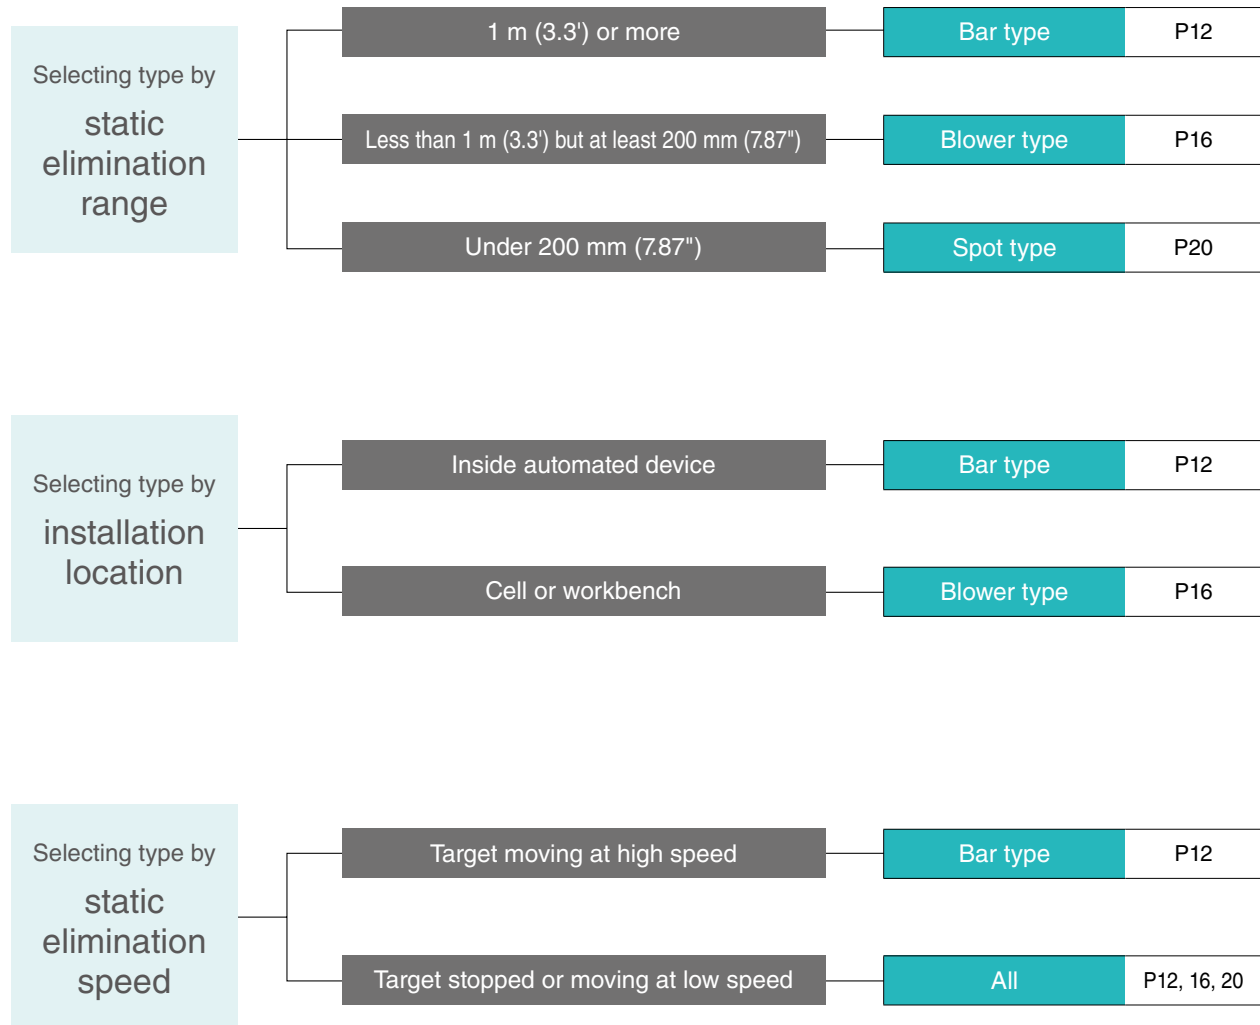 Selecting type by
static
elimination
range
1 m (3.3') or more
Bar type
P12
Less than 1 m (3.3') but at least 200 mm (7.87")
Blower type
P16
Under 200 mm (7.87")
Spot type
P20
Selecting type by
installation
location
Inside automated device
Bar type
P12
Cell or workbench
Blower type
P16
Selecting type by
static
elimination
speed
Target moving at high speed
Bar type
P12
Target stopped or moving at low speed
All
P12, 16, 20